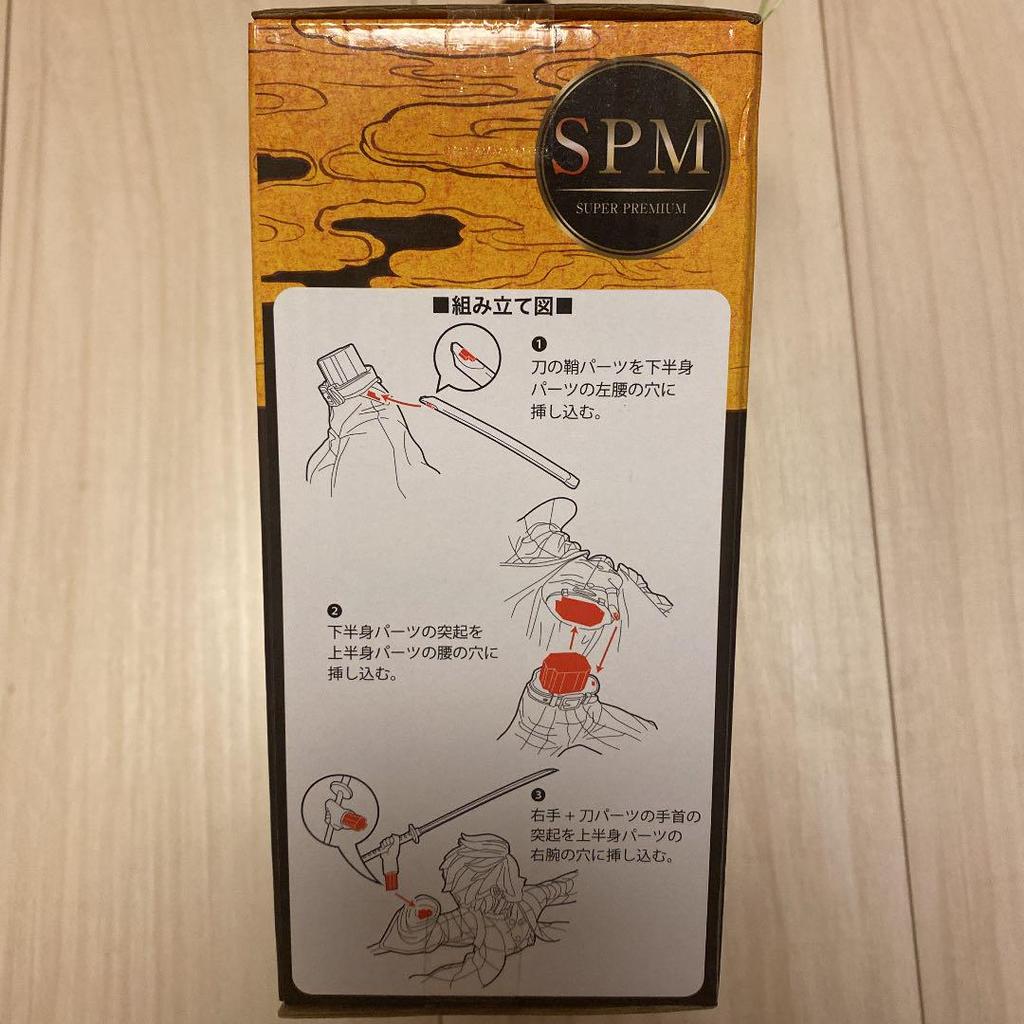 SPM
SUPER PREMIUM
■組み立て図■
❶
刀の鞘パーツを下半身
パーツの左腰の穴に
挿し込む。
❷
下半身パーツの突起を
上半身パーツの腰の穴に
挿し込む。
❸
右手 + 刀パーツの手首の
突起を上半身パーツの
右腕の穴に挿し込む。